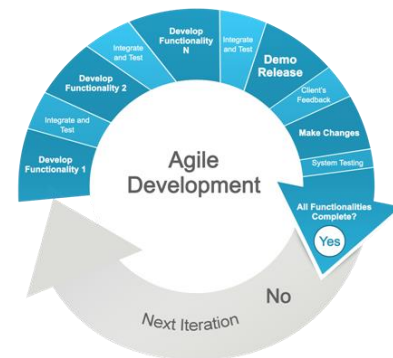 Develop
Functionality 1
Integrate and
Test
Develop
Functionality 2
Integrate
and Test
Develop
Functionality
N
Integrate
and Test
Demo
Release
Client's
Feedback
Make Changes
System Testing
All Functionalities
Complete?
Yes
No
Next Iteration
Agile
Development